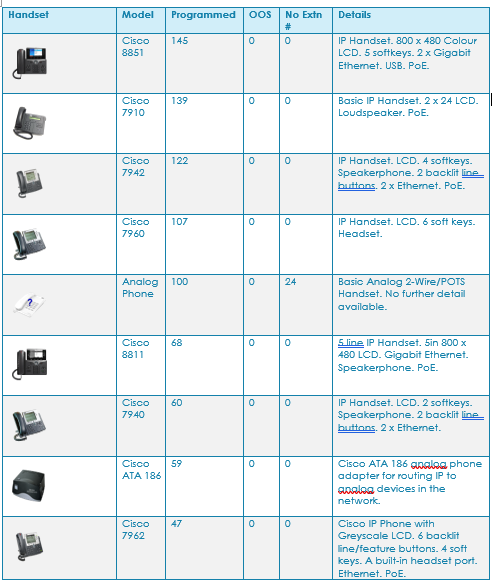 Handset Model Programmed OOS No Extn Details
#
Cisco 145 0 0 IP Handset. 800 x 480 Colour
8851 LCD. 5 softkeys. 2 x Gigabit
Ethernet. USB. PoE.
Cisco 139 0 0 Basic IP Handset. 2 x 24 LCD.
7910 Loudspeaker. PoE.
Cisco 122 0 0 IP Handset. LCD. 4 softkeys.
7942 Speakerphone. 2 backlit line
buttons. 2 x Ethernet. PoE.
Cisco 107 0 0 IP Handset. LCD. 6 soft keys.
7960 Headset.
Analog 100 0 24 Basic Analog 2-Wire/POTS
Phone Handset. No further detail
available.
Cisco 68 0 0 5 line IP Handset. 5in 800 x
8811 480 LCD. Gigabit Ethernet.
Speakerphone. PoE.
Cisco 60 0 0 IP Handset. LCD. 2 softkeys.
7940 Speakerphone. 2 backlit line
buttons. 2 x Ethernet.
Cisco 59 0 0 Cisco ATA 186 analog phone
ATA 186 adapter for routing IP to
analog devices in the
network.
Cisco 47 0 0 Cisco IP Phone with
7962 Greyscale LCD. 6 backlit
line/feature buttons. 4 soft
keys. A built-in headset port.
Ethernet. PoE.